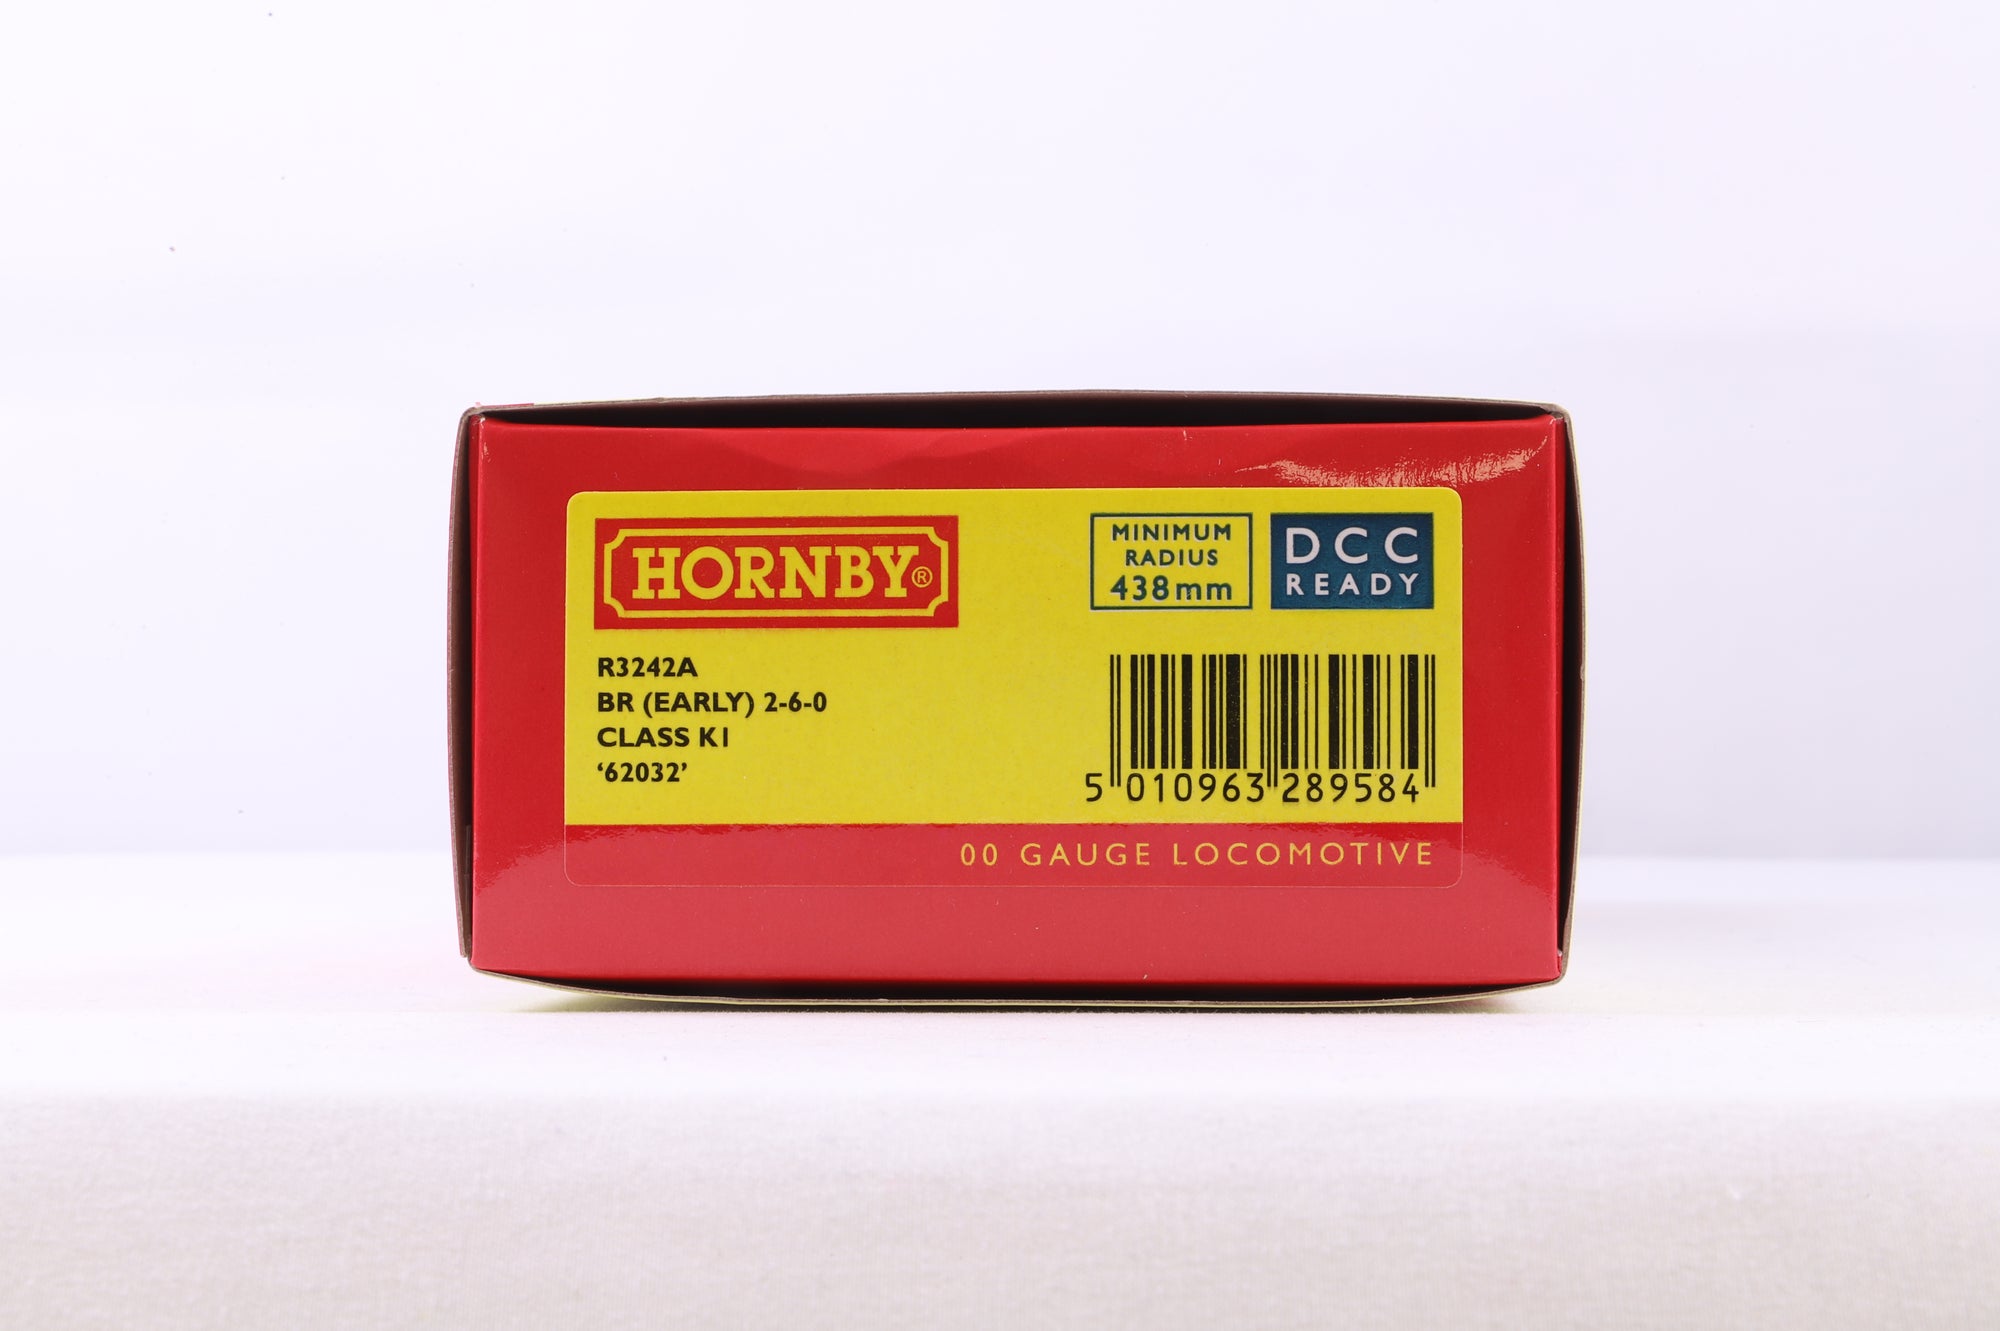 HORNBY®
MINIMUM
RADIUS
438mm
DCC
READY
R3242A
BR (EARLY) 2-6-0
CLASS K1
‘62032’
5 010963 289584
00 GAUGE LOCOMOTIVE